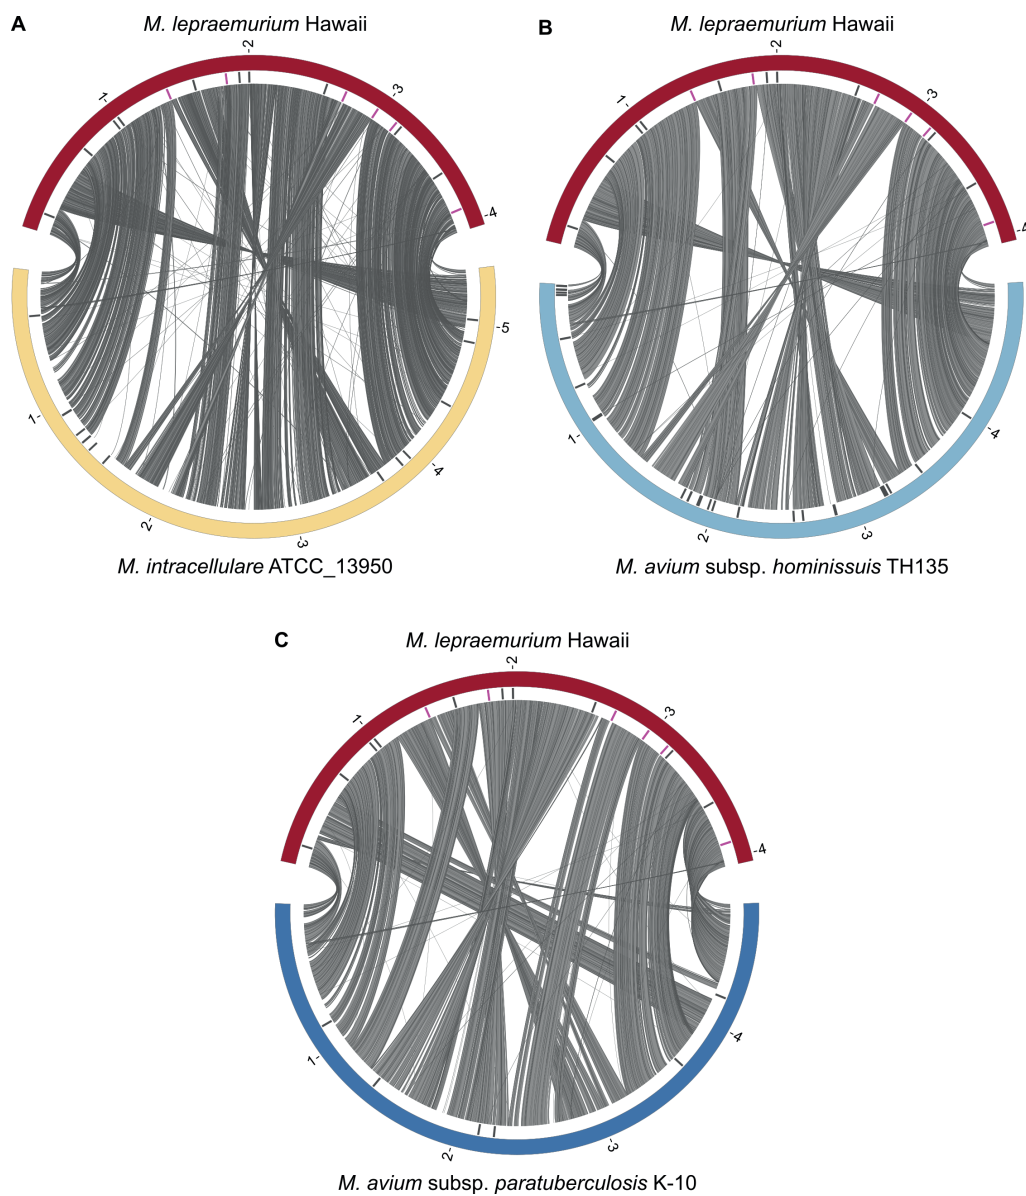 A
M. lepraemurium Hawaii
1-
-2
-3
-4
1-
2-
-3
-4
-5
M. intracellulare ATCC_13950
B
M. lepraemurium Hawaii
1-
-2
-3
-4
1-
2-
-3
-4
M. avium subsp. hominissuis TH135
C
M. lepraemurium Hawaii
1-
-2
-3
-4
1-
2-
-3
-4
M. avium subsp. paratuberculosis K-10